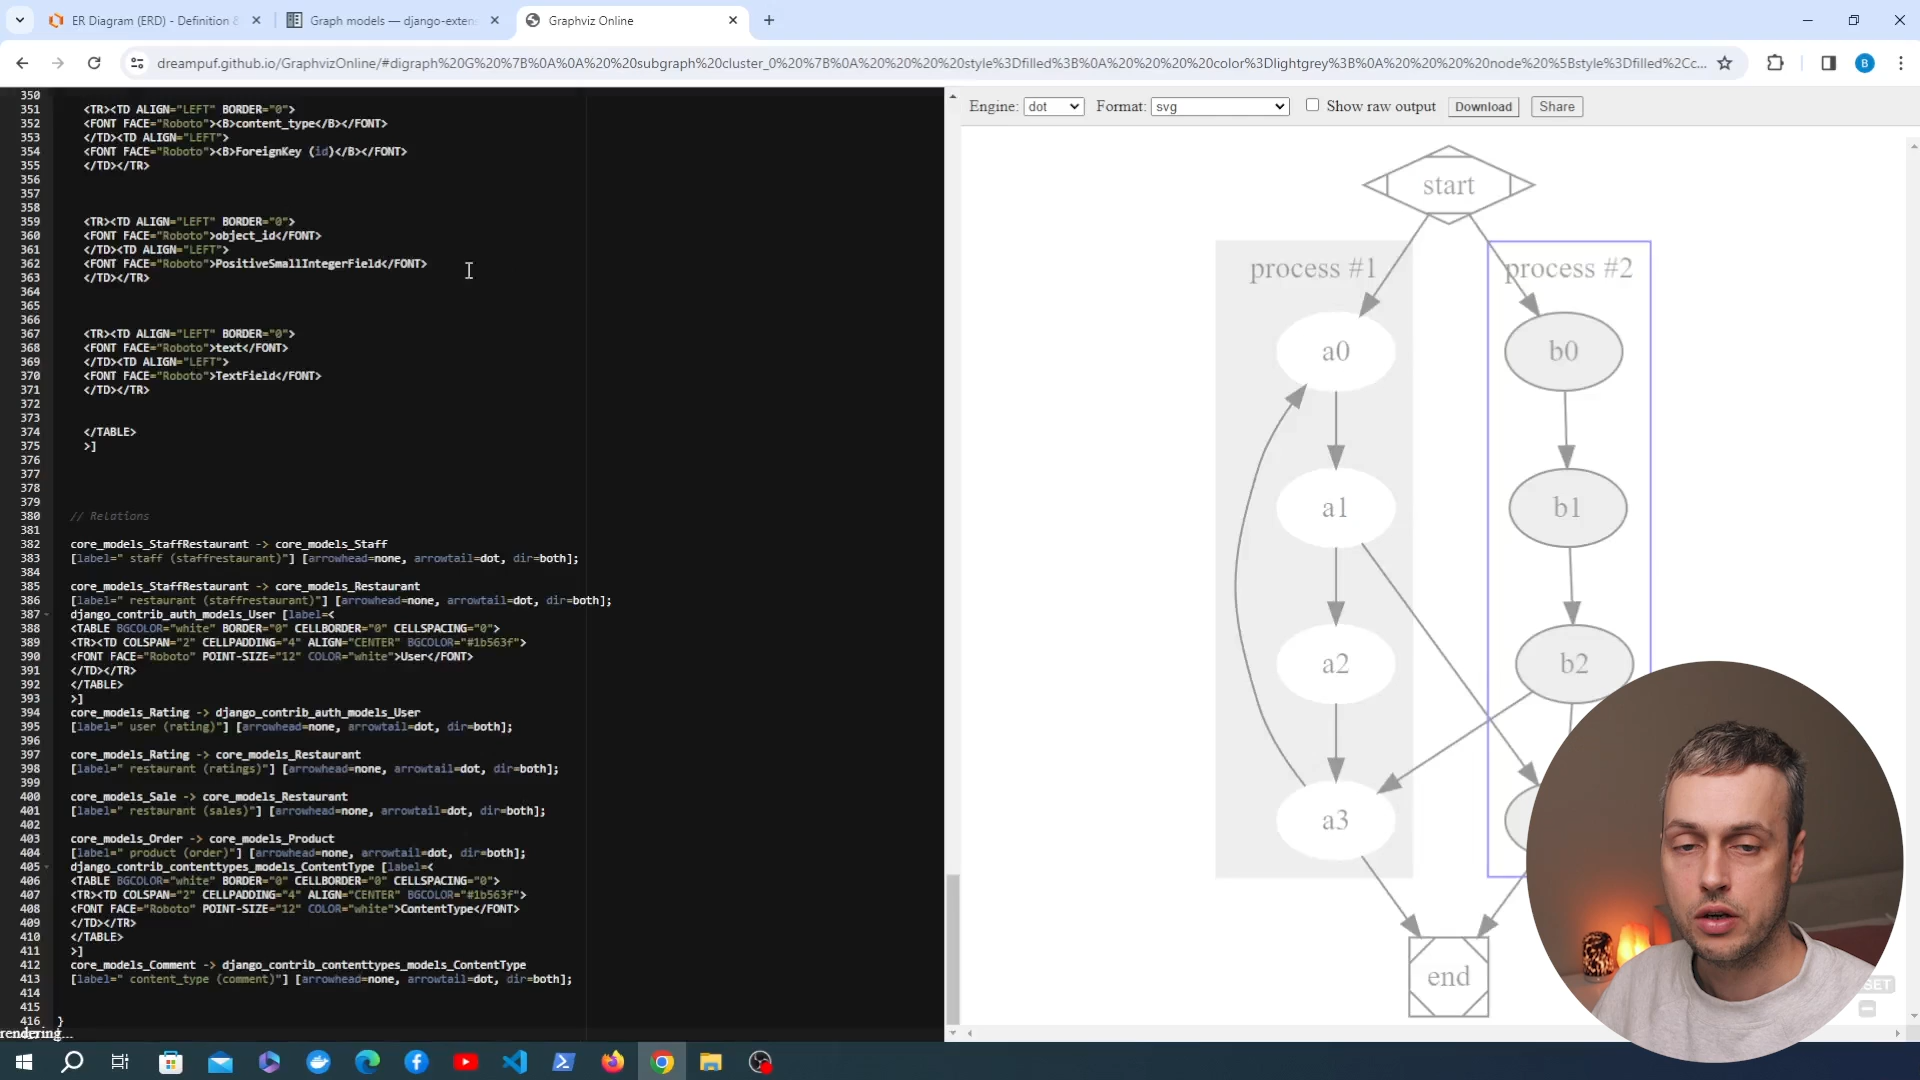 ER Diagram (ERD) - Definition &
Graph models — django-extens
Graphviz Online
dreampuf.github.io/GraphvizOnline/#digraph%20G%20%7B%0A%0A%20%20subgraph%20cluster_0%20%7B%0A%20%20%20%20style%3Dfilled%3B%0A%20%20%20%20color%3Dlightgrey%3B%0A%20%20%20%20node%20%5Bstyle%3Dfilled%2Cc...
B
350
351 <TR><TD ALIGN="LEFT" BORDER="0">
352 <FONT FACE="Roboto"><B>content_type</B></FONT>
353 </TD><TD ALIGN="LEFT">
354 <FONT FACE="Roboto"><B>ForeignKey (id)</B></FONT>
355 </TD></TR>
356
357
358
359 <TR><TD ALIGN="LEFT" BORDER="0">
360 <FONT FACE="Roboto">object_id</FONT>
361 </TD><TD ALIGN="LEFT">
362 <FONT FACE="Roboto">PositiveSmallIntegerField</FONT>
363 </TD></TR>
364
365
366
367 <TR><TD ALIGN="LEFT" BORDER="0">
368 <FONT FACE="Roboto">text</FONT>
369 </TD><TD ALIGN="LEFT">
370 <FONT FACE="Roboto">TextField</FONT>
371 </TD></TR>
372
373
374 </TABLE>
375 >]
376
377
378
379
380 // Relations
381
382 core_models_StaffRestaurant -> core_models_Staff
383 [label=" staff (staffrestaurant)"] [arrowhead=none, arrowtail=dot, dir=both];
384
385 core_models_StaffRestaurant -> core_models_Restaurant
386 [label=" restaurant (staffrestaurant)"] [arrowhead=none, arrowtail=dot, dir=both];
387 django_contrib_auth_models_User [label=<
388 <TABLE BGCOLOR="white" BORDER="0" CELLBORDER="0" CELLSPACING="0">
389 <TR><TD COLSPAN="2" CELLPADDING="4" ALIGN="CENTER" BGCOLOR="#1b563f">
390 <FONT FACE="Roboto" POINT-SIZE="12" COLOR="white">User</FONT>
391 </TD></TR>
392 </TABLE>
393 >]
394 core_models_Rating -> django_contrib_auth_models_User
395 [label=" user (rating)"] [arrowhead=none, arrowtail=dot, dir=both];
396
397 core_models_Rating -> core_models_Restaurant
398 [label=" restaurant (ratings)"] [arrowhead=none, arrowtail=dot, dir=both];
399
400 core_models_Sale -> core_models_Restaurant
401 [label=" restaurant (sales)"] [arrowhead=none, arrowtail=dot, dir=both];
402
403 core_models_Order -> core_models_Product
404 [label=" product (order)"] [arrowhead=none, arrowtail=dot, dir=both];
405 django_contrib_contenttypes_models_ContentType [label=<
406 <TABLE BGCOLOR="white" BORDER="0" CELLBORDER="0" CELLSPACING="0">
407 <TR><TD COLSPAN="2" CELLPADDING="4" ALIGN="CENTER" BGCOLOR="#1b563f">
408 <FONT FACE="Roboto" POINT-SIZE="12" COLOR="white">ContentType</FONT>
409 </TD></TR>
410 </TABLE>
411 >]
412 core_models_Comment -> django_contrib_contenttypes_models_ContentType
413 [label=" content_type (comment)"] [arrowhead=none, arrowtail=dot, dir=both];
414
415
416 }
rendering...
Engine: dot Format: svg Show raw output Download Share
start
process #1
process #2
a0
b0
a1
b1
a2
b2
a3
end